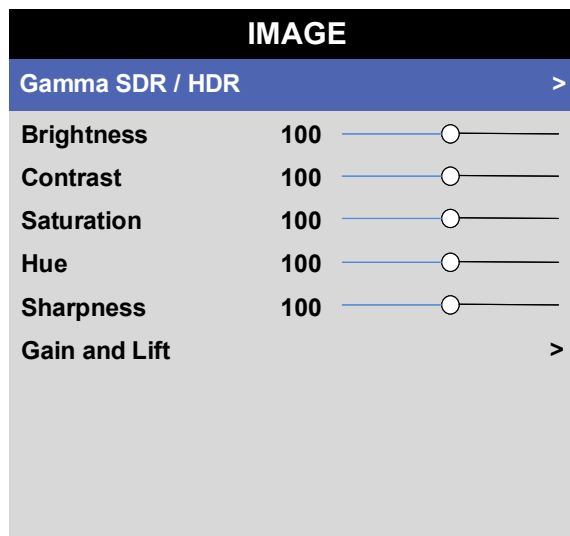 IMAGE
Gamma SDR / HDR >
Brightness 100
Contrast 100
Saturation 100
Hue 100
Sharpness 100
Gain and Lift >